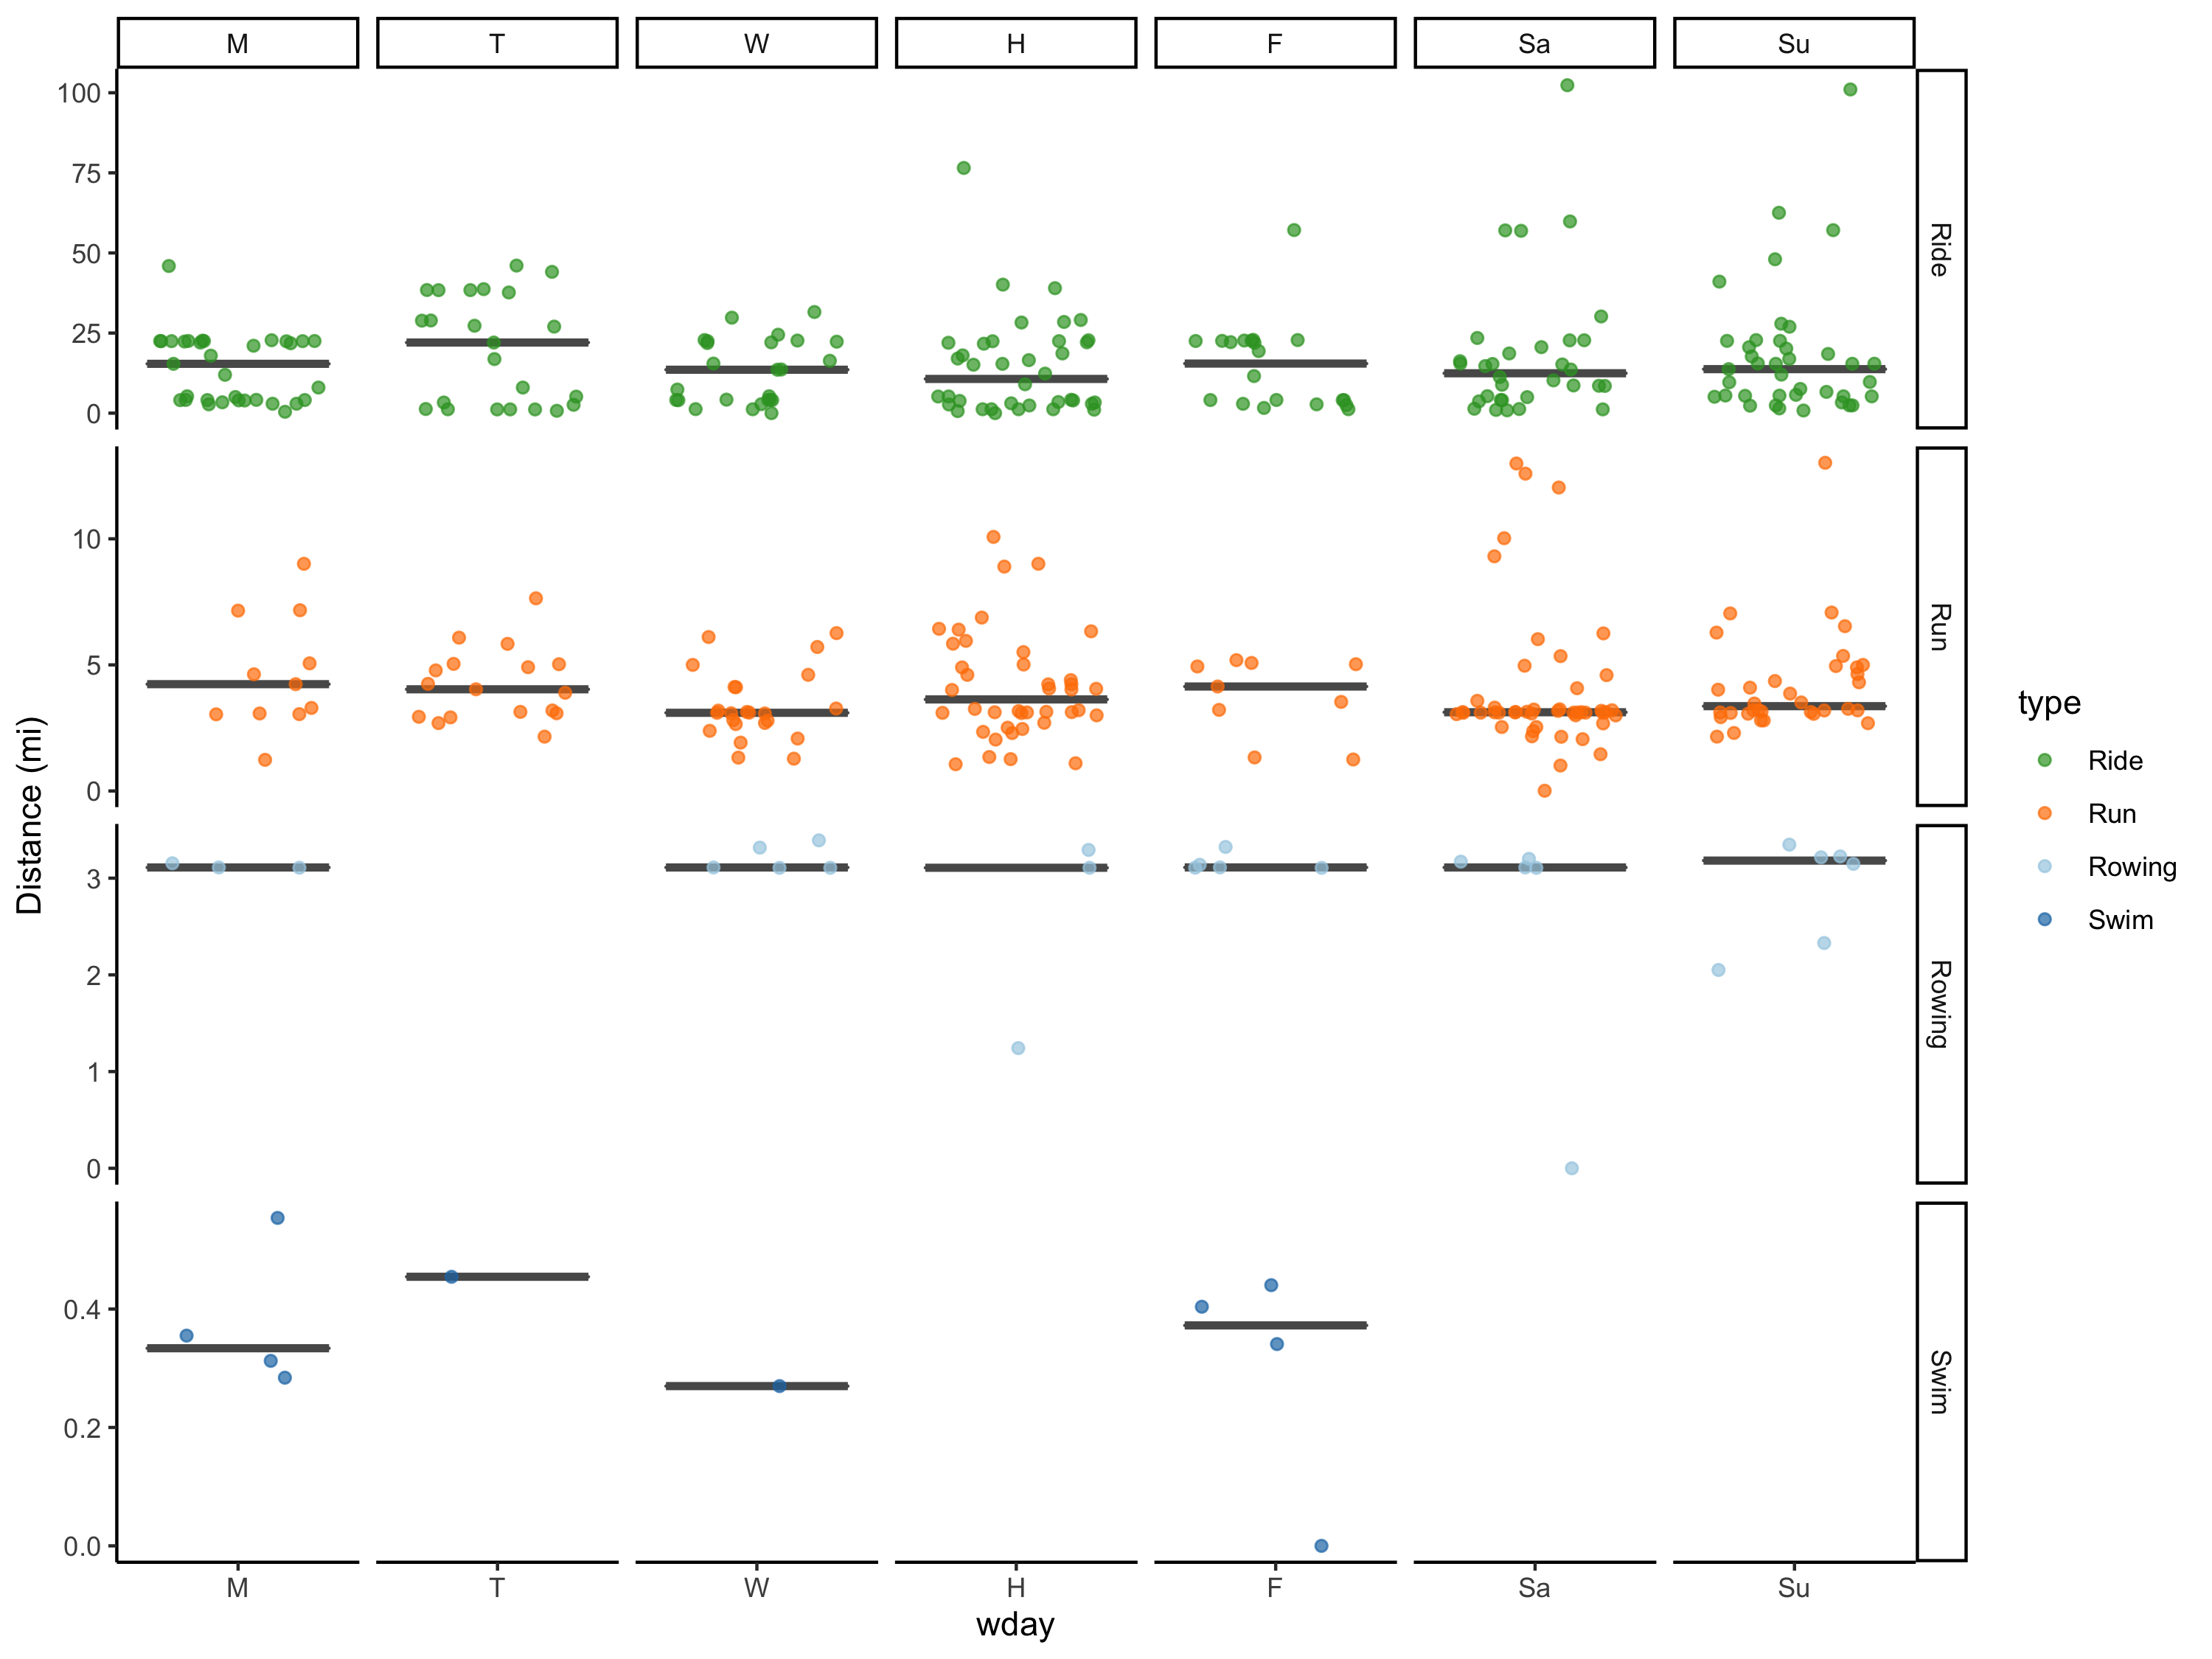 M T W H F Sa Su
100
75
50
25
0
Ride
10
5
0
Run
3
2
1
0
Rowing
0.4
0.2
0.0
Swim
Distance (mi)
M T W H F Sa Su
wday
type
Ride
Run
Rowing
Swim